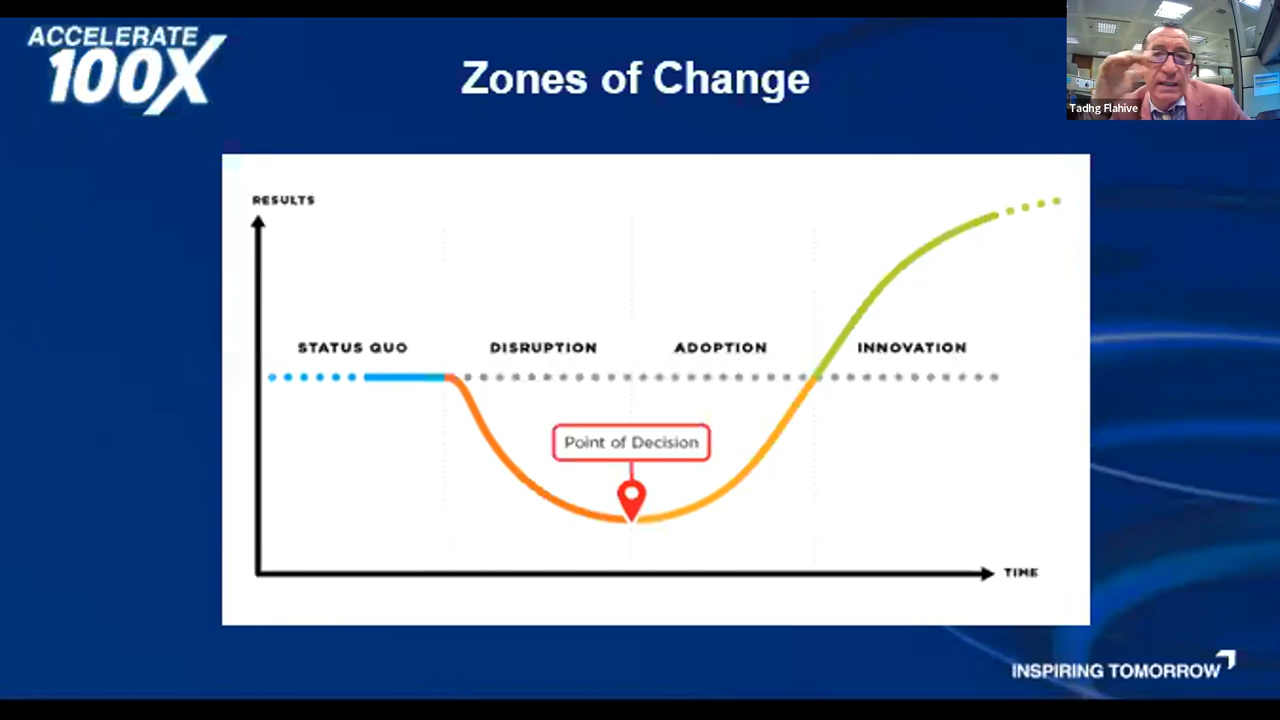 ACCELERATE
100X
Zones of Change
Tadhg Flahive
RESULTS
STATUS QUO
DISRUPTION
ADOPTION
INNOVATION
Point of Decision
TIME
INSPIRING TOMORROW